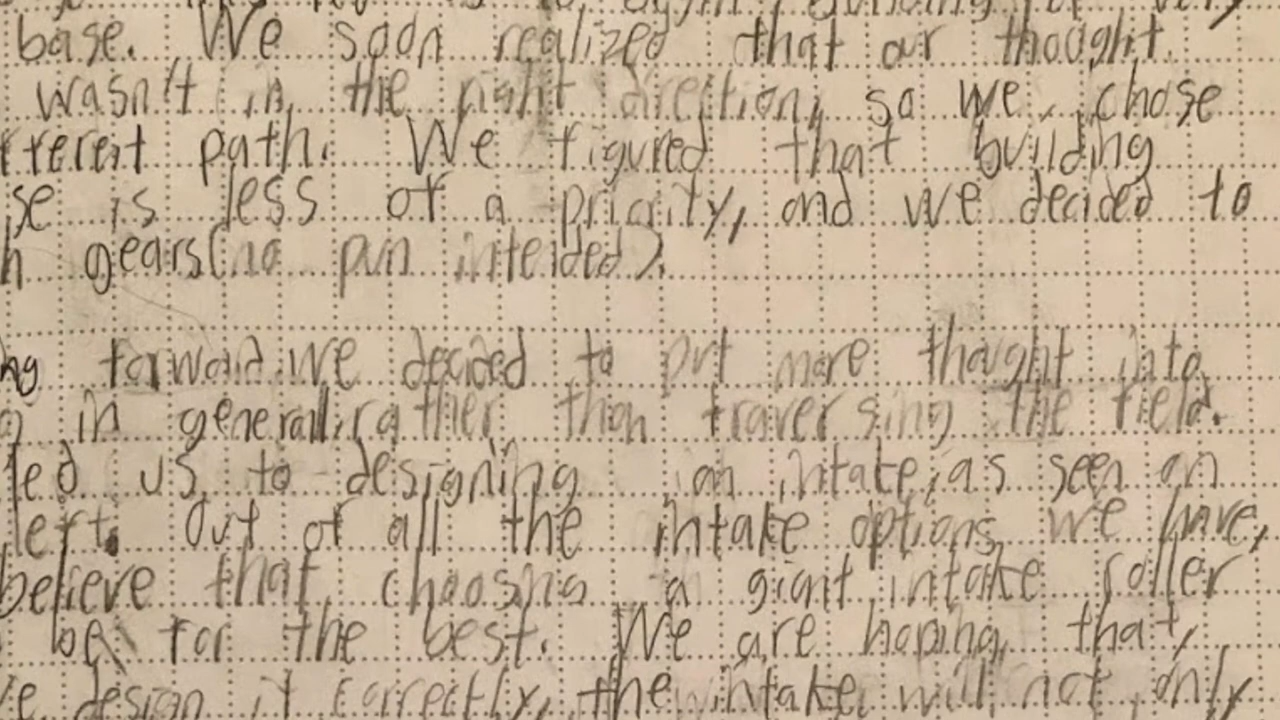 base. We soon realized that our thought
wasn't in the right direction, so we chose
fferent path. We figured that building
se is less of a priority, and we decided to
h gears(no pun intended).
ng forward, we decided to put more thought into
g in general, rather than traversing the field.
led us to designing an intake, as seen on
left. Out of all the intake options we have,
believe that choosing a giant intake roller
be for the best. We are hoping that,
ve design it correctly, the intake will not only